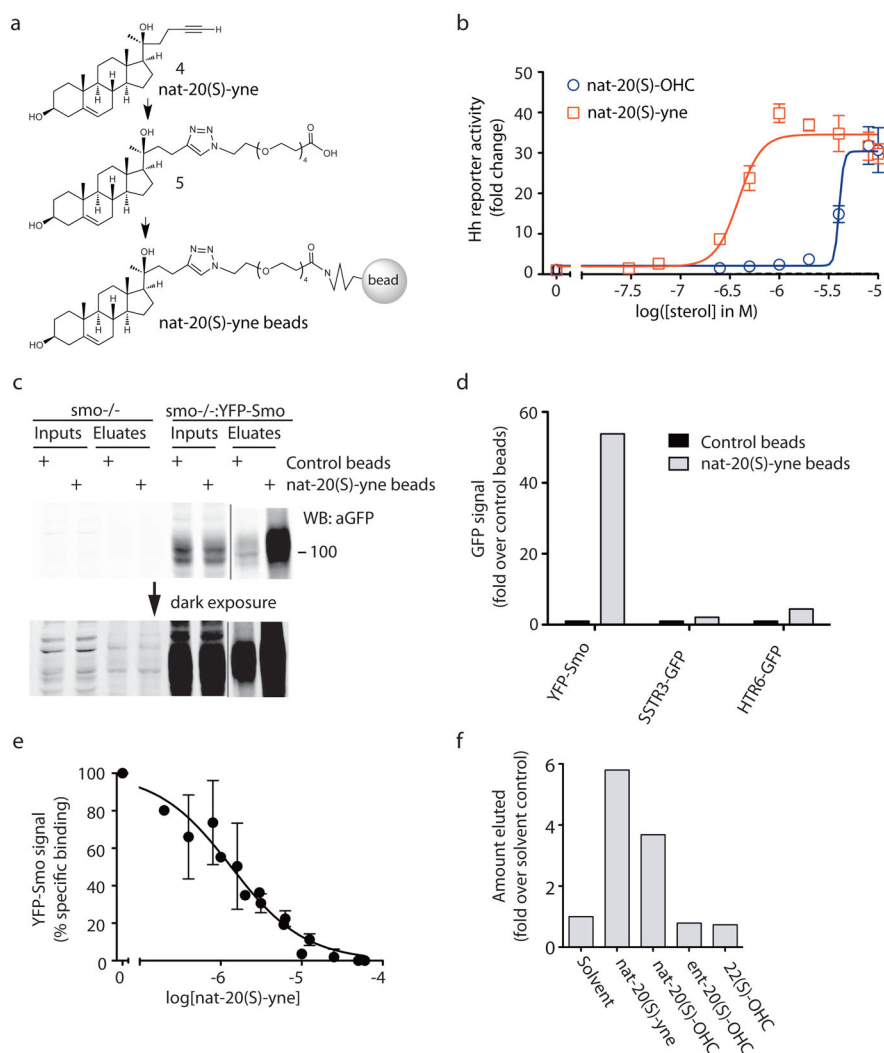 a
OH
H
4
nat-20(S)-yne
H
H
H
HO
OH
N=N
N
O
4
O
OH
5
H
H
H
HO
OH
N=N
N
O
4
O
N
bead
H
H
H
HO
nat-20(S)-yne beads
b
nat-20(S)-OHC
nat-20(S)-yne
Hh reporter activity
(fold change)
50
40
30
20
10
0
0
-7.5
-7
-6.5
-6
-5.5
-5
log([sterol] in M)
c
smo-/-
smo-/-:YFP-Smo
Inputs Eluates
Inputs Eluates
+ + + + Control beads
+ + + + nat-20(S)-yne beads
WB: aGFP
– 100
dark exposure
d
Control beads
nat-20(S)-yne beads
GFP signal
(fold over control beads)
60
40
20
0
YFP-Smo
SSTR3-GFP
HTR6-GFP
e
YFP-Smo signal
(% specific binding)
100
80
60
40
20
0
0
-6
-5
-4
log[nat-20(S)-yne]
f
Amount eluted
(fold over solvent control)
6
4
2
0
Solvent
nat-20(S)-yne
nat-20(S)-OHC
ent-20(S)-OHC
22(S)-OHC